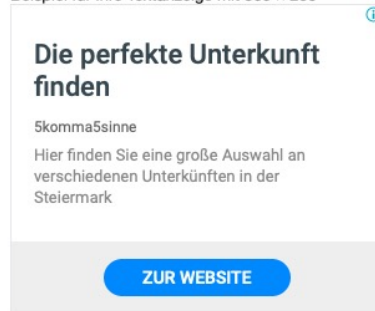 Die perfekte Unterkunft
finden
5komma5sinne
Hier finden Sie eine große Auswahl an
verschiedenen Unterkünften in der
Steiermark
ZUR WEBSITE